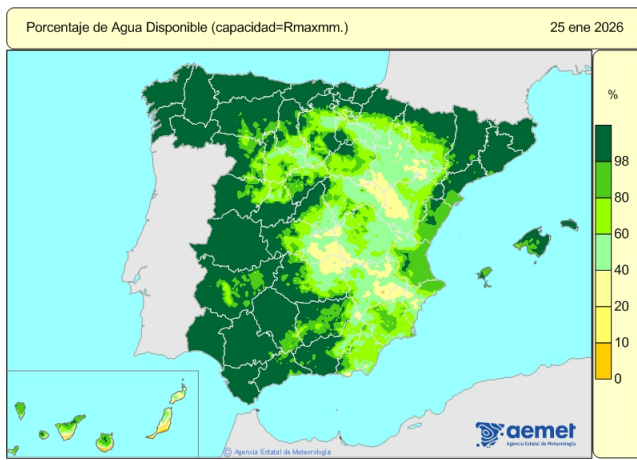 Porcentaje de Agua Disponible (capacidad=Rmaxmm.) 25 ene 2026
%
98
80
60
40
20
10
0
aemet
Agencia Estatal de Meteorología
© Agencia Estatal de Meteorología